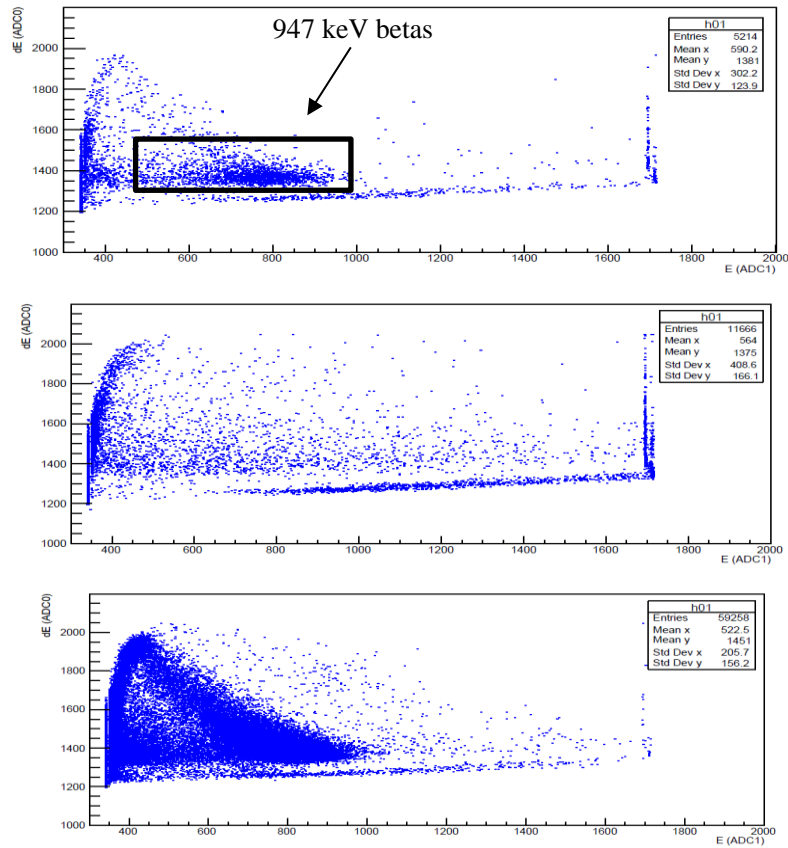 947 keV betas
dE (ADC0)
h01
Entries 5214
Mean x 590.2
Mean y 1381
Std Dev x 302.2
Std Dev y 123.9
2000
1800
1600
1400
1200
1000
400 600 800 1000 1200 1400 1600 1800 2000
E (ADC1)
dE (ADC0)
h01
Entries 11666
Mean x 564
Mean y 1375
Std Dev x 408.6
Std Dev y 166.1
2000
1800
1600
1400
1200
1000
400 600 800 1000 1200 1400 1600 1800 2000
E (ADC1)
dE (ADC0)
h01
Entries 59258
Mean x 522.5
Mean y 1451
Std Dev x 205.7
Std Dev y 156.2
2000
1800
1600
1400
1200
1000
400 600 800 1000 1200 1400 1600 1800 2000
E (ADC1)